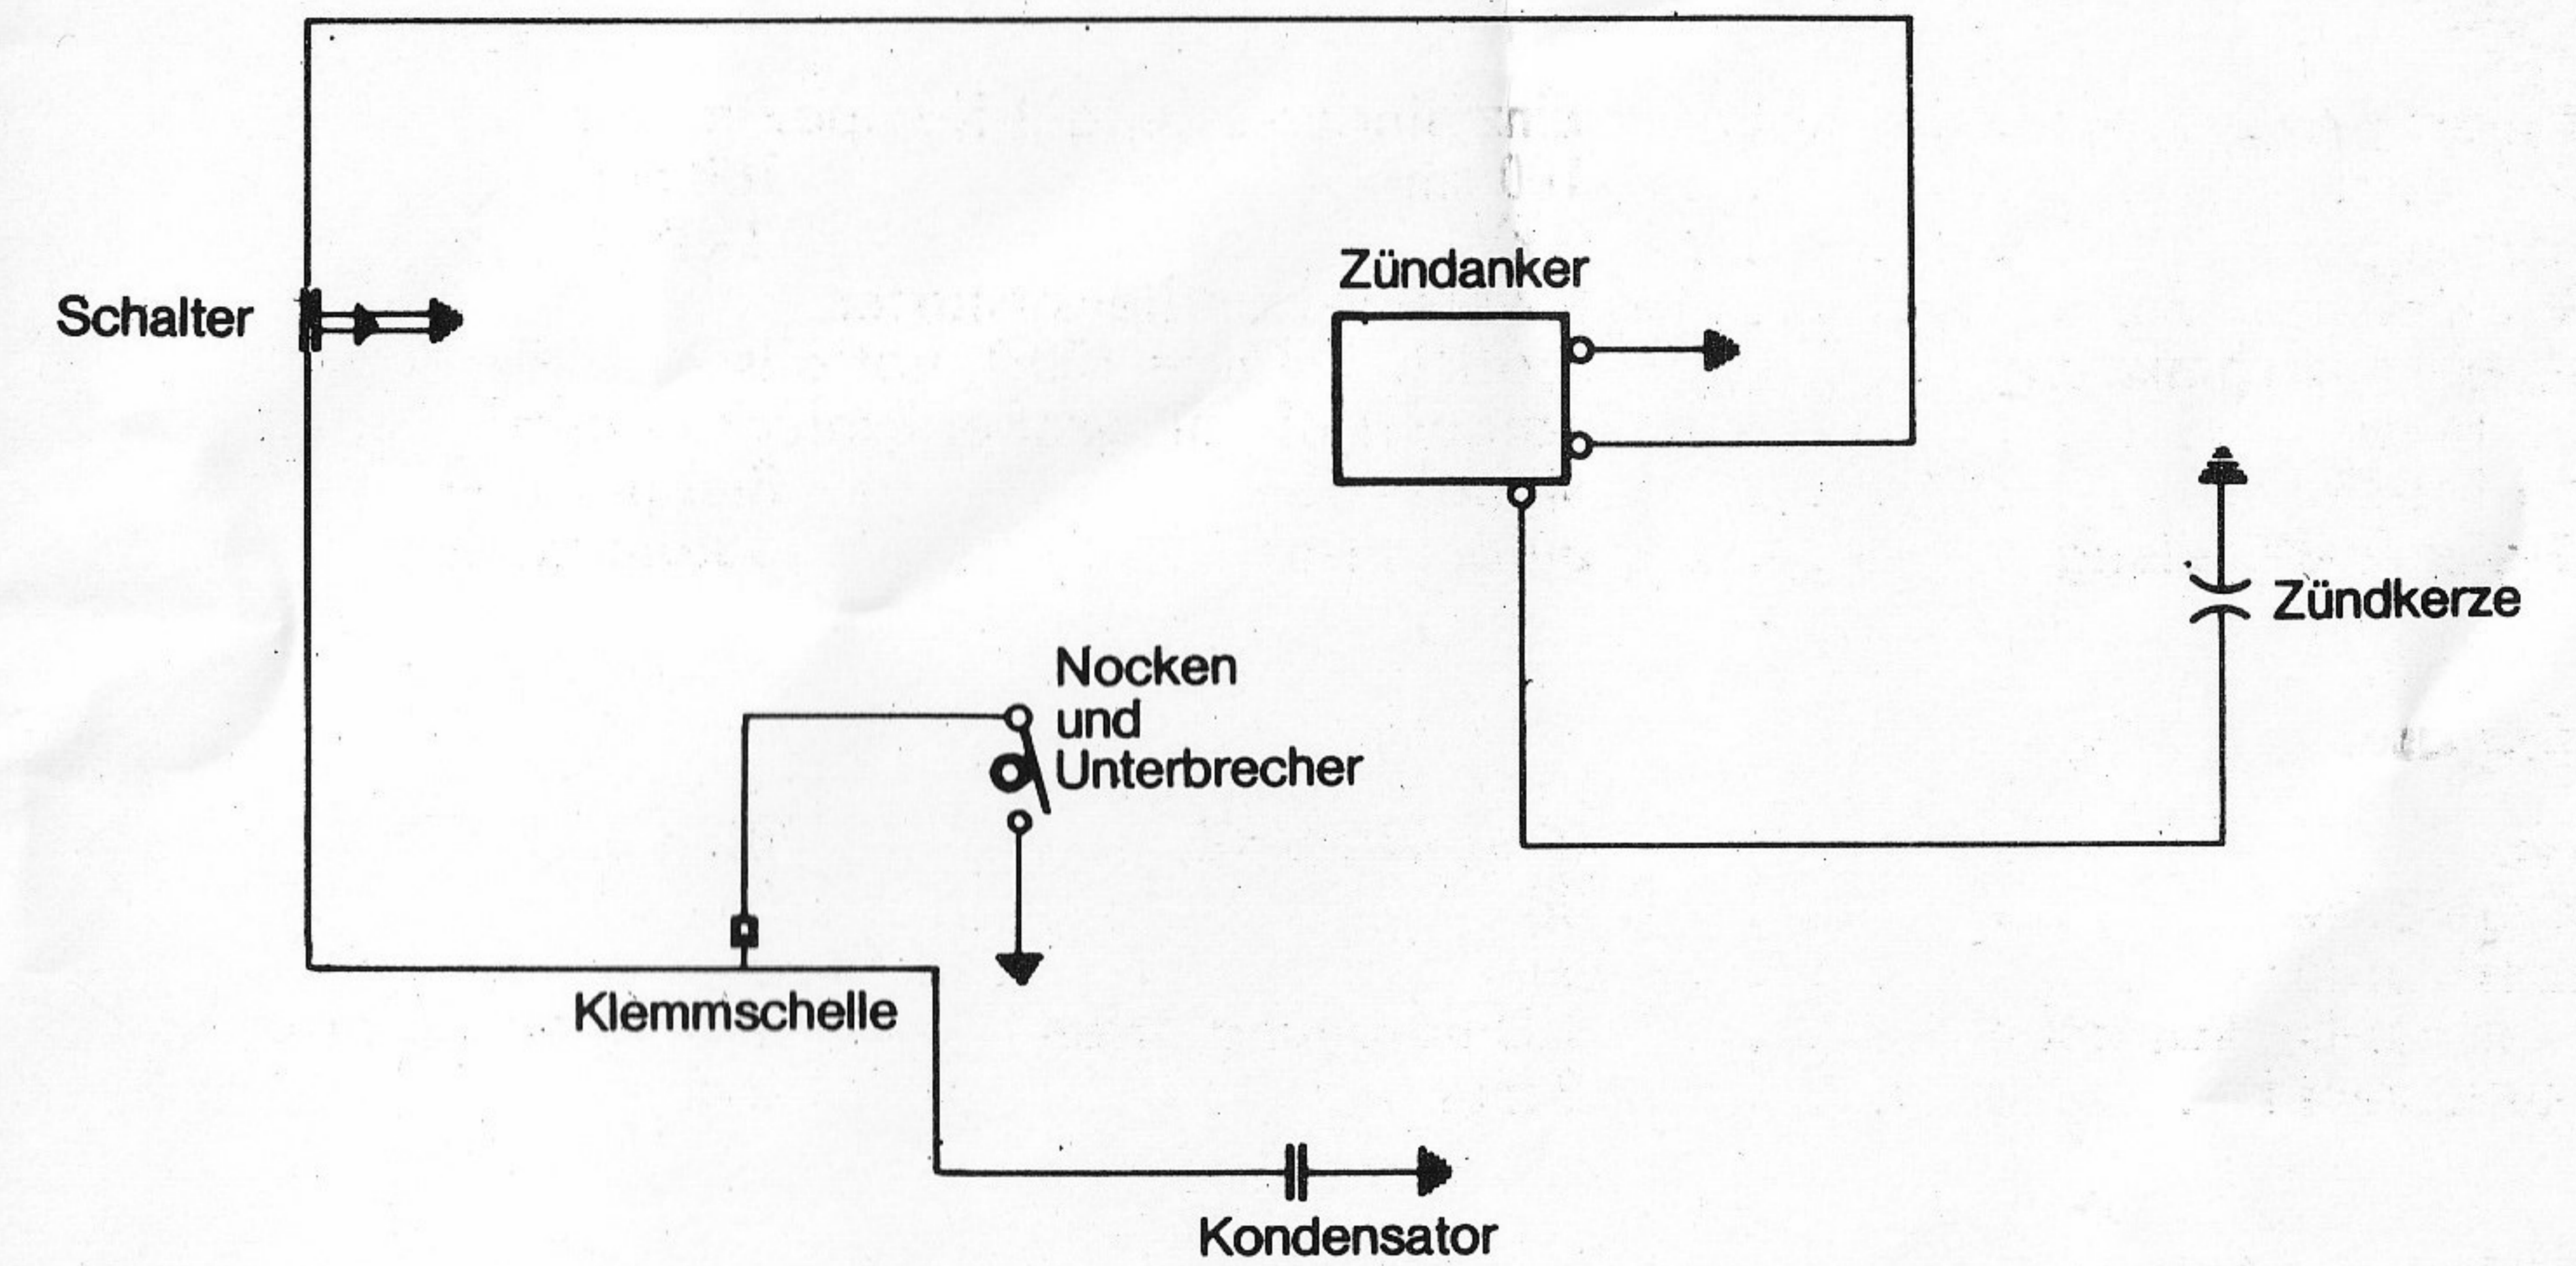 Zündanker
Schalter
Zündkerze
Nocken
und
Unterbrecher
Klemmschelle
Kondensator